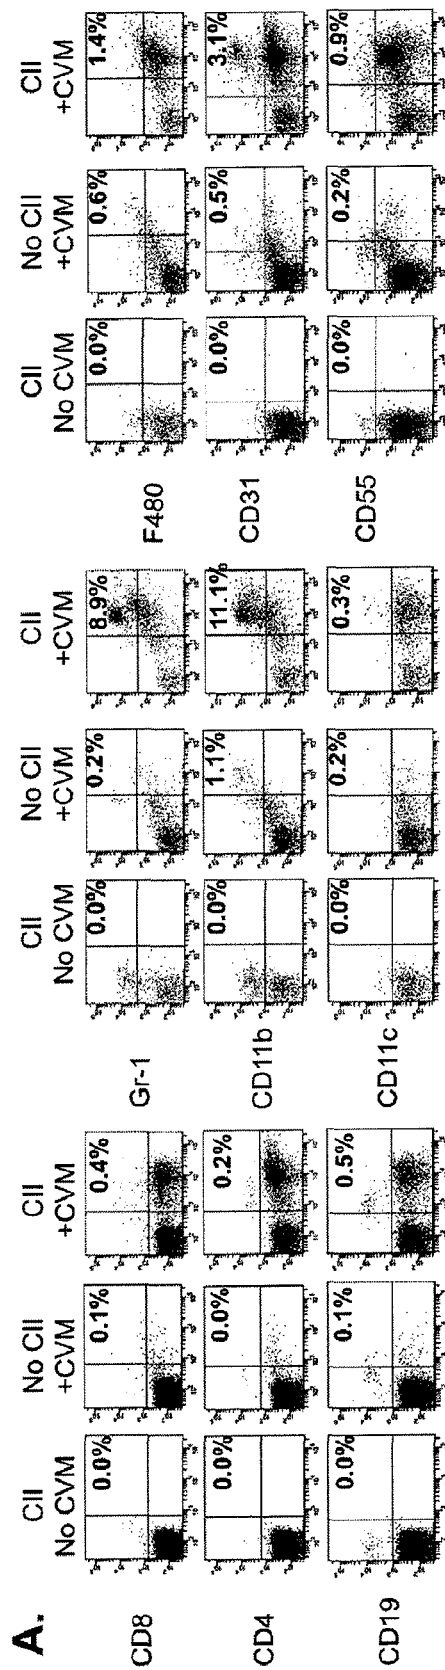 A.
CII No CVM
No CII +CVM
CII +CVM
CD8 0.0% 0.1% 0.4%
CD4 0.0% 0.0% 0.2%
CD19 0.0% 0.1% 0.5%
CII No CVM
No CII +CVM
CII +CVM
Gr-1 0.0% 0.2% 8.9%
CD11b 0.0% 1.1% 11.1%
CD11c 0.0% 0.2% 0.3%
CII No CVM
No CII +CVM
CII +CVM
F480 0.0% 0.6% 1.4%
CD31 0.0% 0.5% 3.1%
CD55 0.0% 0.2% 0.9%